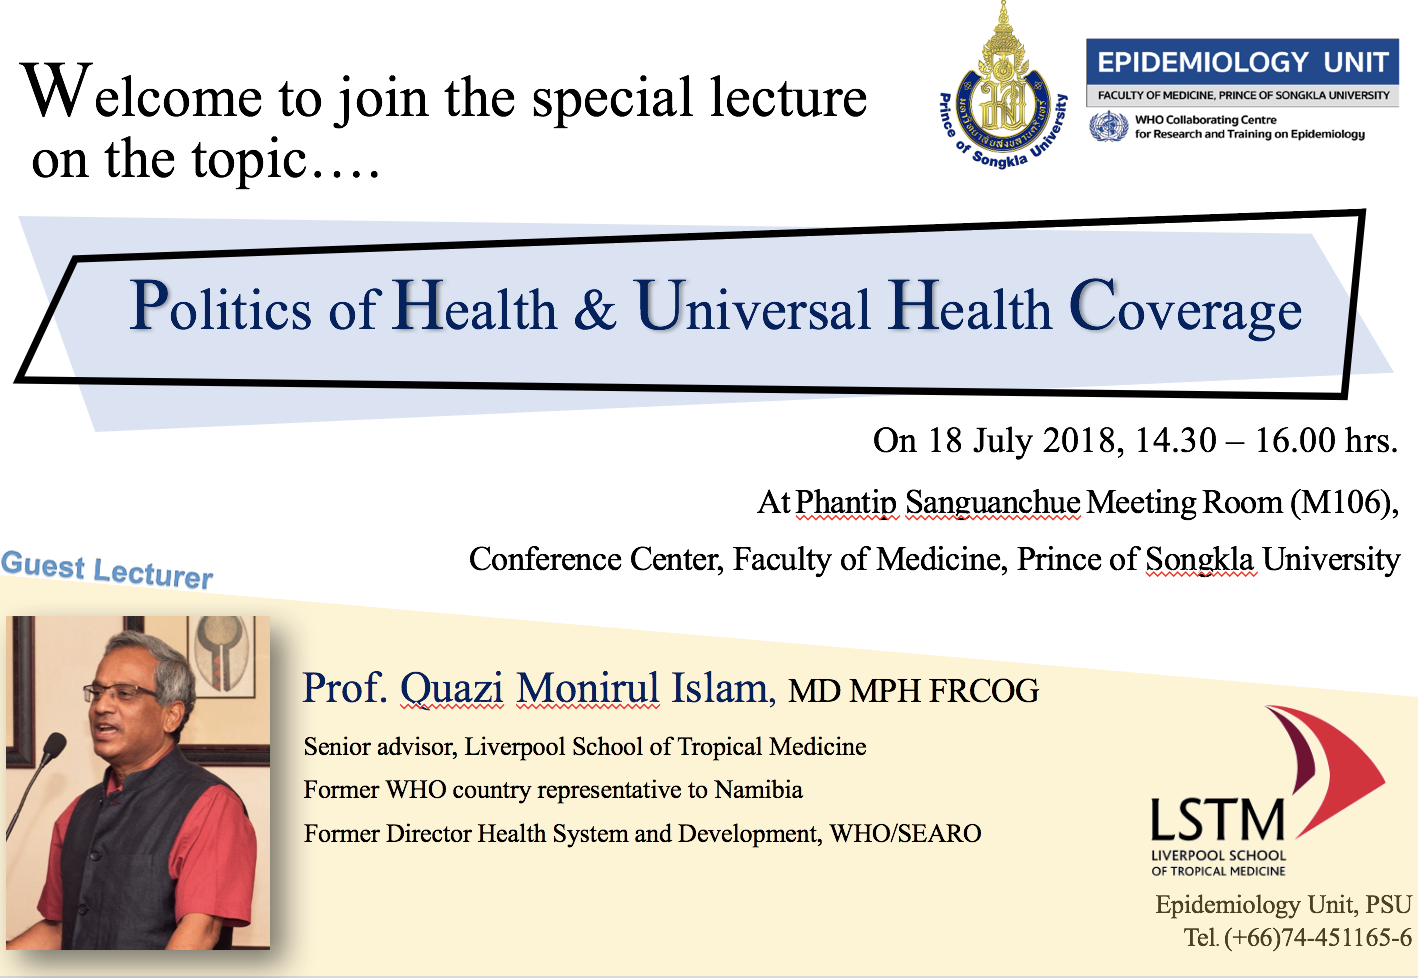 Welcome to join the special lecture
on the topic….
Prince of Songkla University
EPIDEMIOLOGY UNIT
FACULTY OF MEDICINE, PRINCE OF SONGKLA UNIVERSITY
WHO Collaborating Centre
for Research and Training on Epidemiology
Politics of Health & Universal Health Coverage
On 18 July 2018, 14.30 – 16.00 hrs.
At Phantip Sanguanchue Meeting Room (M106),
Conference Center, Faculty of Medicine, Prince of Songkla University
Guest Lecturer
Prof. Quazi Monirul Islam, MD MPH FRCOG
Senior advisor, Liverpool School of Tropical Medicine
Former WHO country representative to Namibia
Former Director Health System and Development, WHO/SEARO
LSTM
LIVERPOOL SCHOOL
OF TROPICAL MEDICINE
Epidemiology Unit, PSU
Tel. (+66)74-451165-6